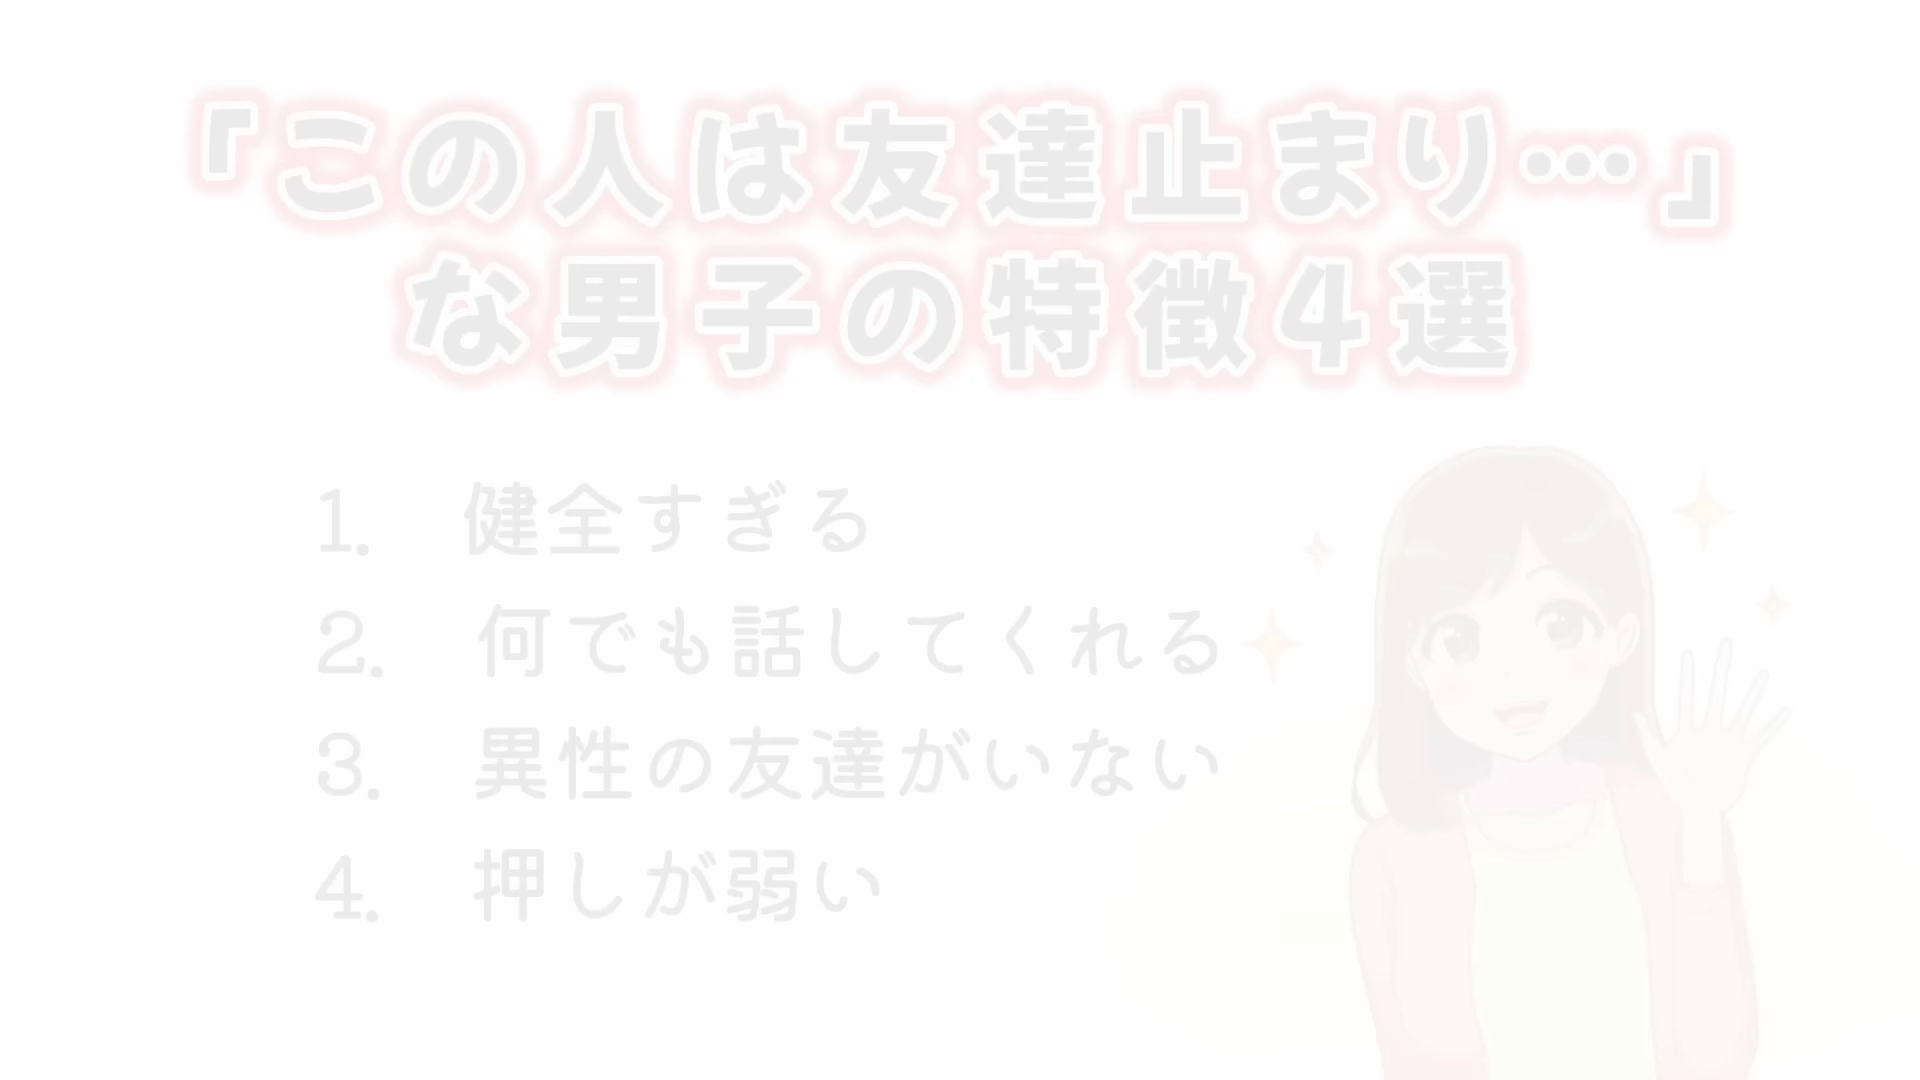 「この人は友達止まり…」
な男子の特徴４選
1. 健全すぎる
2. 何でも話してくれる
3. 異性の友達がいない
4. 押しが弱い